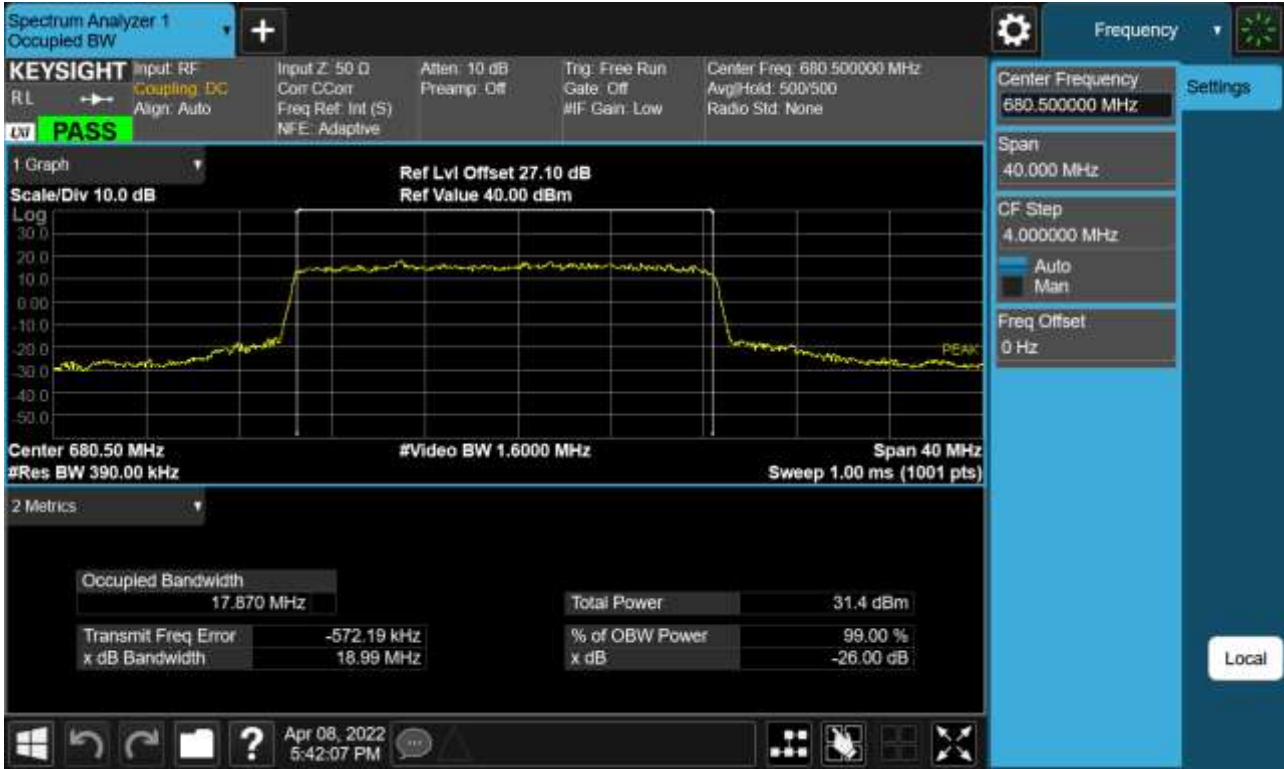 Spectrum Analyzer 1
Occupied BW
Frequency
KEYSIGHT
RL
LXI
PASS
Input: RF
Coupling: DC
Align: Auto
Input Z: 50 Ω
Corr CCorr
Freq Ref: Int (S)
NFE: Adaptive
Atten: 10 dB
Preamp: Off
Trig: Free Run
Gate: Off
#IF Gain: Low
Center Freq: 680.500000 MHz
Avg|Hold: 500/500
Radio Std: None
1 Graph
Scale/Div 10.0 dB
Ref Lvl Offset 27.10 dB
Ref Value 40.00 dBm
Log
30.0
20.0
10.0
0.00
-10.0
-20.0
-30.0
-40.0
-50.0
PEAK
Center 680.50 MHz
#Video BW 1.6000 MHz
Span 40 MHz
#Res BW 390.00 kHz
Sweep 1.00 ms (1001 pts)
2 Metrics
Occupied Bandwidth
17.870 MHz
Total Power 31.4 dBm
Transmit Freq Error -572.19 kHz
% of OBW Power 99.00 %
x dB Bandwidth 18.99 MHz
x dB -26.00 dB
Center Frequency
680.500000 MHz
Settings
Span
40.000 MHz
CF Step
4.000000 MHz
Auto
Man
Freq Offset
0 Hz
Local
?
Apr 08, 2022
5:42:07 PM